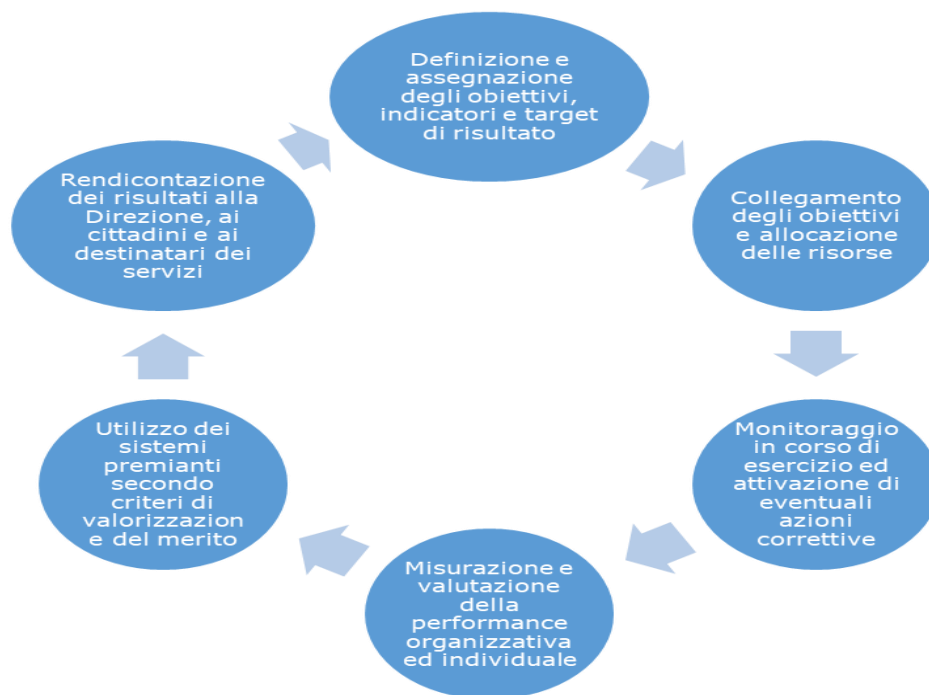 Definizione e
assegnazione
degli obiettivi,
indicatori e target
di risultato
Collegamento
degli obiettivi
e allocazione
delle risorse
Monitoraggio
in corso di
esercizio ed
attivazione di
eventuali
azioni
correttive
Misurazione e
valutazione
della
performance
organizzativa
ed individuale
Utilizzo dei
sistemi
premianti
secondo
criteri di
valorizzazion
e del merito
Rendicontazione
dei risultati alla
Direzione, ai
cittadini e ai
destinatari dei
servizi